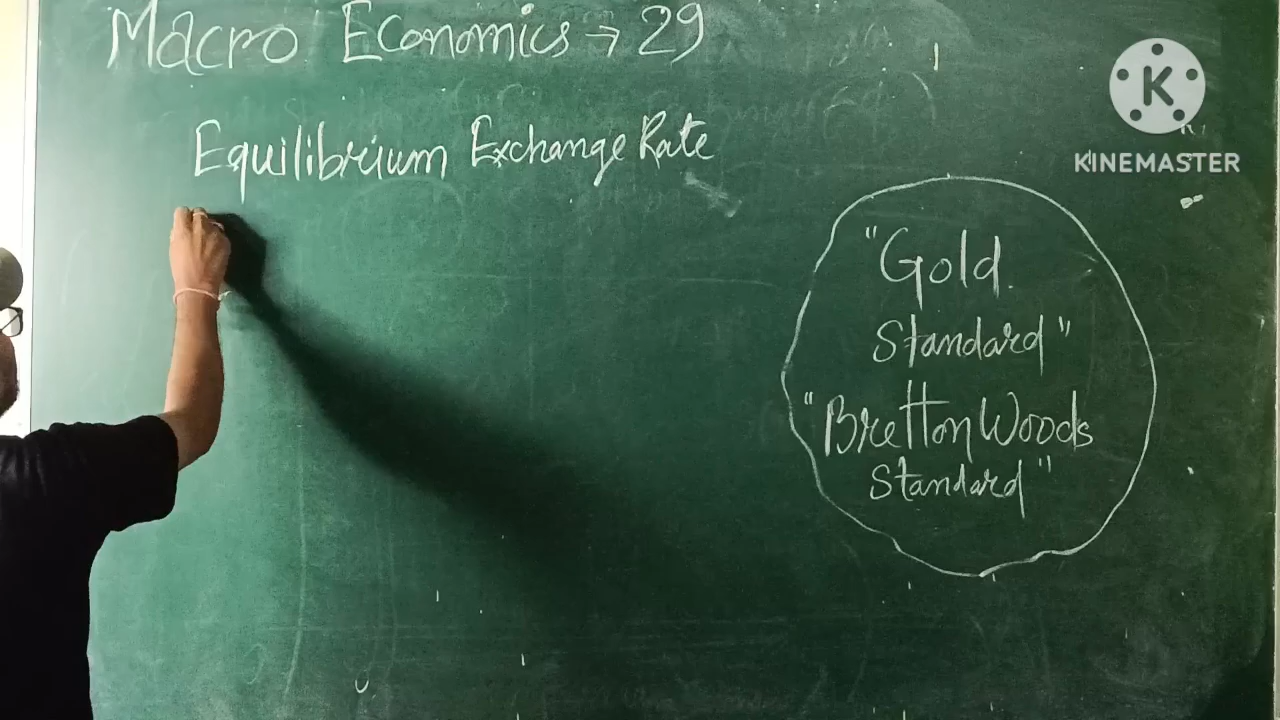 Macro Economics → 29
Equilibrium Exchange Rate
"Gold
Standard"
"Bretton Woods
Standard"
K
KINEMASTER